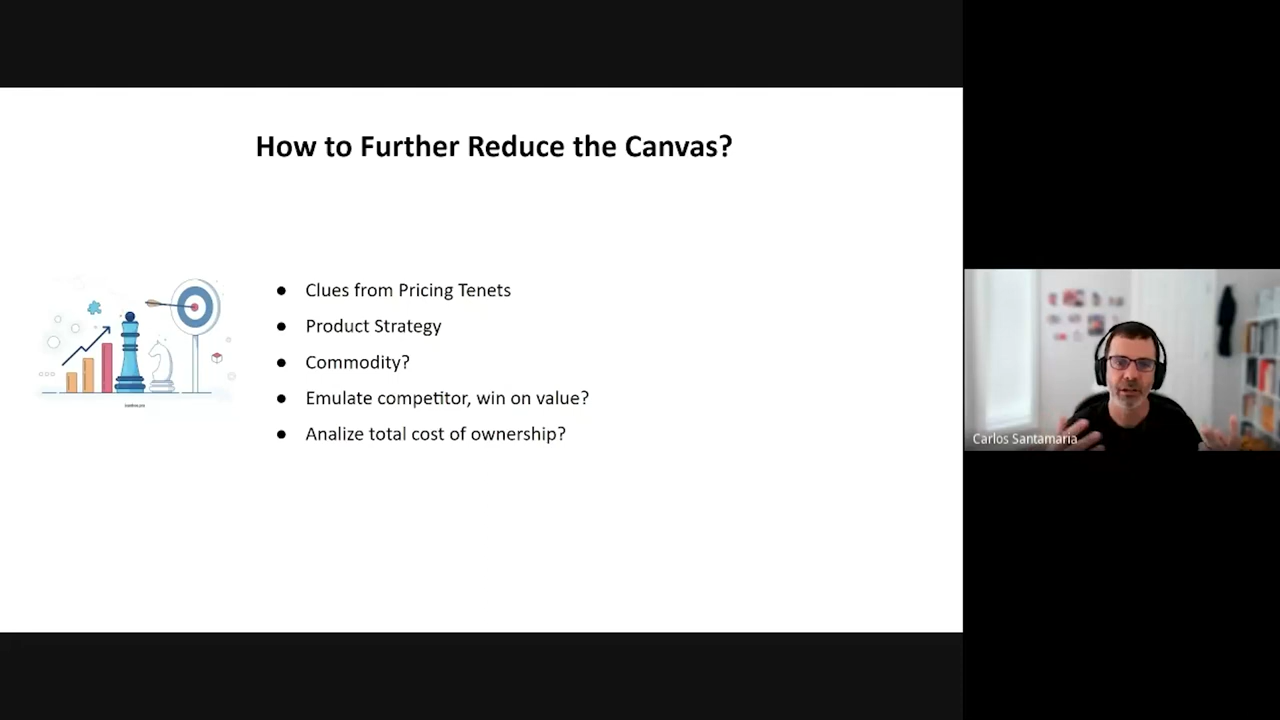 How to Further Reduce the Canvas?
● Clues from Pricing Tenets
● Product Strategy
● Commodity?
● Emulate competitor, win on value?
● Analize total cost of ownership?
Carlos Santamaria